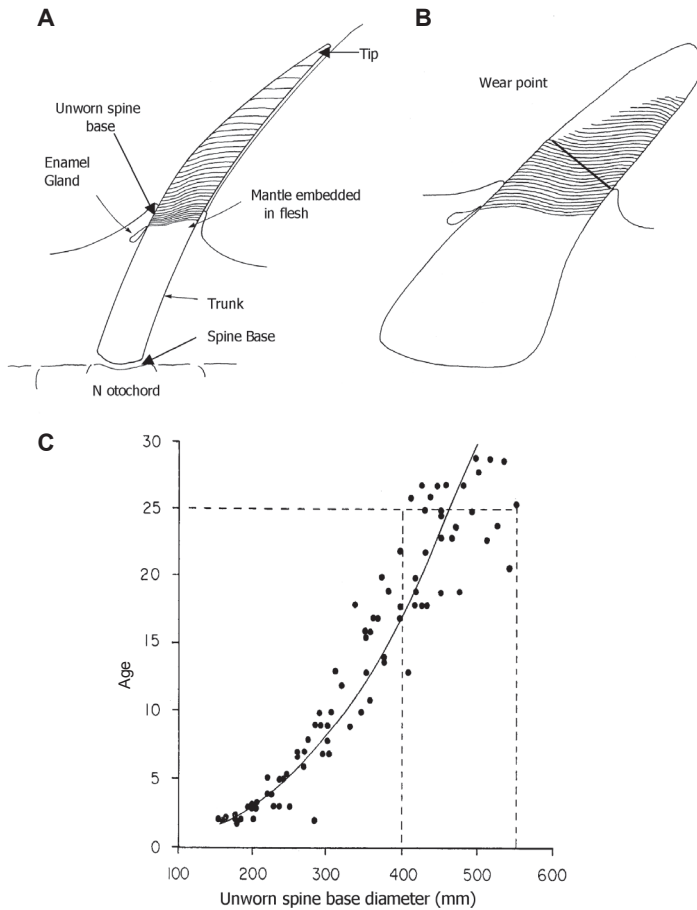 A
Tip
Unworn spine
base
Enamel
Gland
Mantle embedded
in flesh
Trunk
Spine Base
N otochord
B
Wear point
C
30
25
20
15
10
5
0
Age
100 200 300 400 500 600
Unworn spine base diameter (mm)